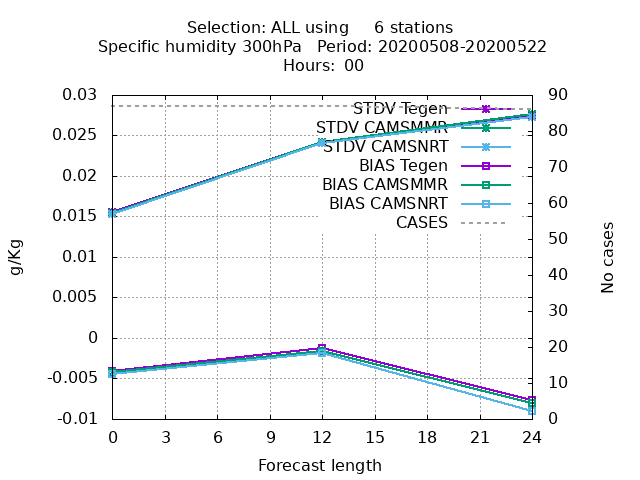 Selection: ALL using     6 stations
Specific humidity 300hPa   Period: 20200508-20200522
Hours:  00
0.03
0.025
0.02
0.015
0.01
0.005
0
-0.005
-0.01
g/Kg
STDV Tegen
STDV CAMSMMR
STDV CAMSNRT
BIAS Tegen
BIAS CAMSMMR
BIAS CAMSNRT
CASES
90
80
70
60
50
40
30
20
10
0
No cases
0 3 6 9 12 15 18 21 24
Forecast length